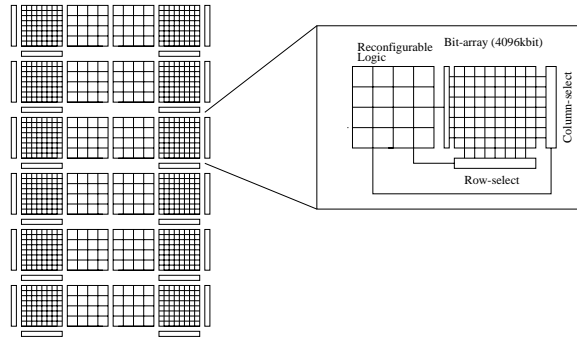 Reconfigurable
Logic
Bit-array (4096kbit)
Column-select
Row-select